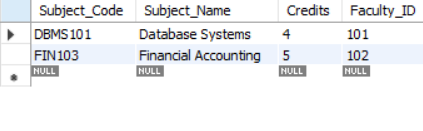 Subject_Code Subject_Name Credits Faculty_ID
DBMS101 Database Systems 4 101
FIN103 Financial Accounting 5 102
NULL NULL NULL NULL